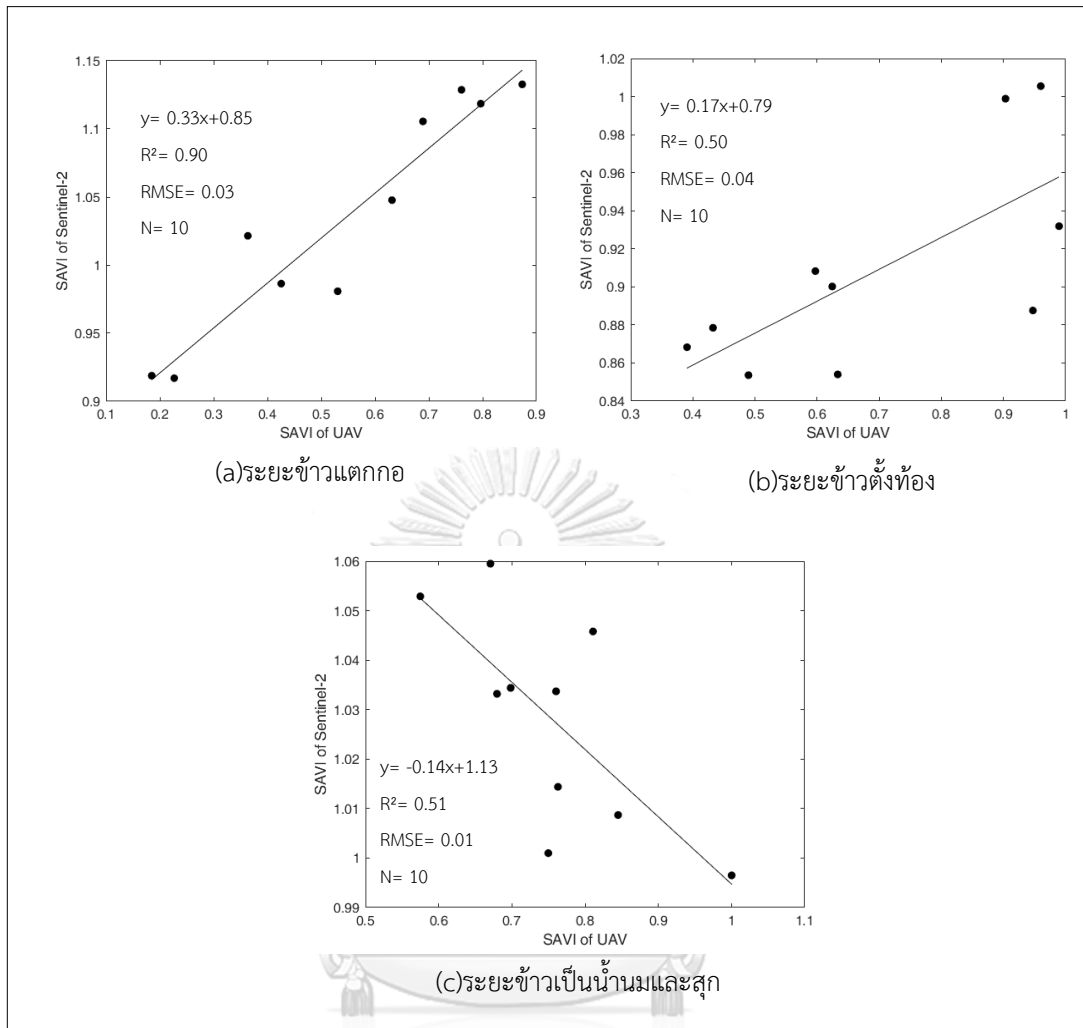 1.15
1.1
1.05
1
0.95
0.9
SAVI of Sentinel-2
y= 0.33x+0.85
R²= 0.90
RMSE= 0.03
N= 10
0.1 0.2 0.3 0.4 0.5 0.6 0.7 0.8 0.9
SAVI of UAV
(a)ระยะข้าวแตกกอ
1.02
1
0.98
0.96
0.94
0.92
0.9
0.88
0.86
0.84
SAVI of Sentinel-2
y= 0.17x+0.79
R²= 0.50
RMSE= 0.04
N= 10
0.3 0.4 0.5 0.6 0.7 0.8 0.9 1
SAVI of UAV
(b)ระยะข้าวตั้งท้อง
1.06
1.05
1.04
1.03
1.02
1.01
1
0.99
SAVI of Sentinel-2
y= -0.14x+1.13
R²= 0.51
RMSE= 0.01
N= 10
0.5 0.6 0.7 0.8 0.9 1 1.1
SAVI of UAV
(c)ระยะข้าวเป็นน้ำนมและสุก